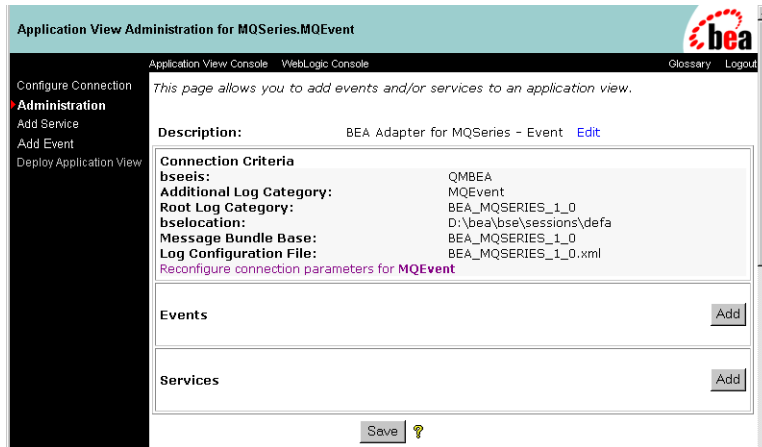 Application View Administration for MQSeries.MQEvent
bea
Application View Console WebLogic Console Glossary Logout
Configure Connection
Administration
Add Service
Add Event
Deploy Application View
This page allows you to add events and/or services to an application view.
Description: BEA Adapter for MQSeries - Event Edit
Connection Criteria
bseeis: QMBEA
Additional Log Category: MQEvent
Root Log Category: BEA_MQSERIES_1_0
bselocation: D:\bea\bse\sessions\defa
Message Bundle Base: BEA_MQSERIES_1_0
Log Configuration File: BEA_MQSERIES_1_0.xml
Reconfigure connection parameters for MQEvent
Events Add
Services Add
Save ?